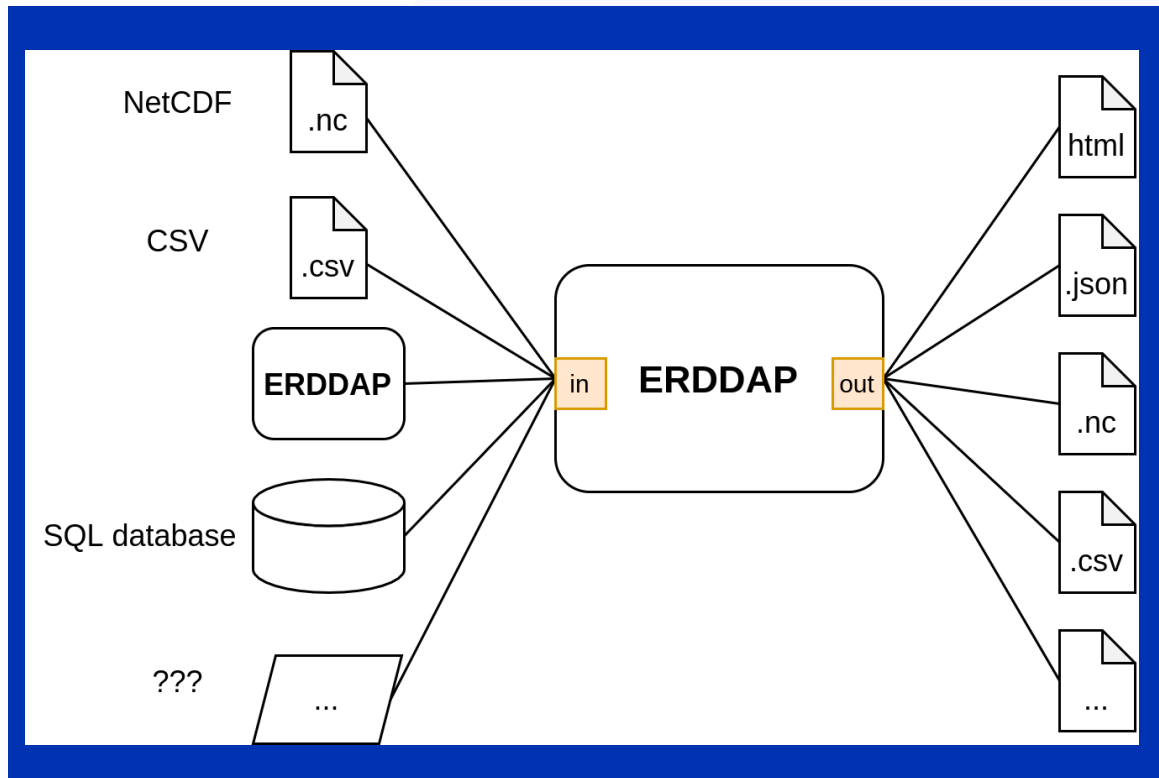 NetCDF
.nc
CSV
.csv
ERDDAP
SQL database
???
...
in
ERDDAP
out
html
.json
.nc
.csv
...